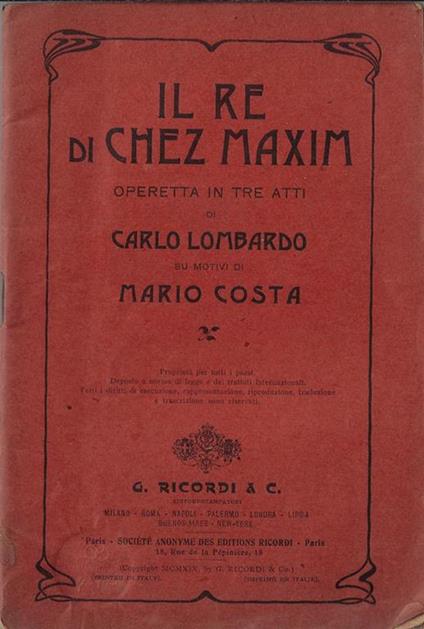 IL RE
DI CHEZ MAXIM
OPERETTA IN TRE ATTI
DI
CARLO LOMBARDO
SU MOTIVI DI
MARIO COSTA
Proprietà per tutti i paesi.
Deposto a norma di legge e dei trattati internazionali.
Tutti i diritti di esecuzione, rappresentazione, riproduzione, traduzione
e trascrizione sono riservati.
G. RICORDI & C.
EDITORI-STAMPATORI
MILANO - ROMA - NAPOLI - PALERMO - LONDRA - LIPSIA
BUENOS-AIRES - NEW-YORK
Paris - SOCIÉTÉ ANONYME DES EDITIONS RICORDI - Paris
18, Rue de la Pépinière, 18
(Copyright MCMXIX, by G. RICORDI & Co.)
(PRINTED IN ITALY). (IMPRIMÉ EN ITALIE).